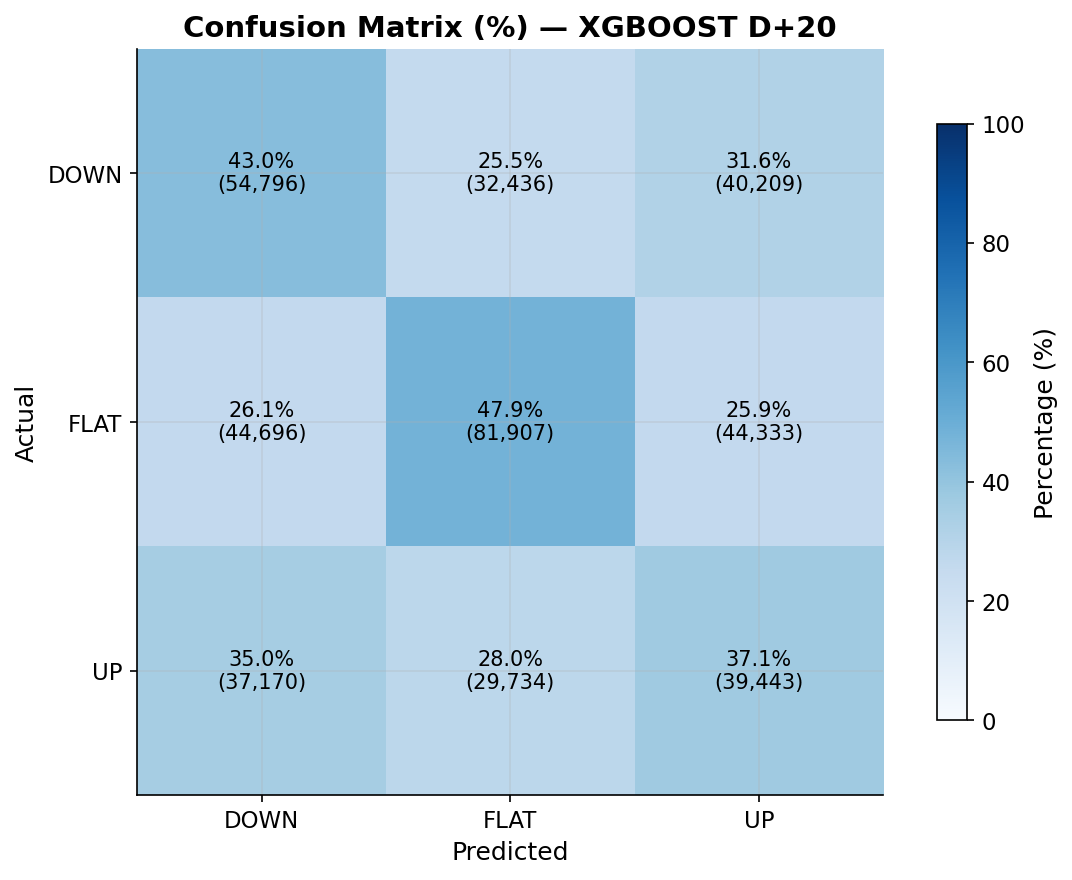 Confusion Matrix (%) — XGBOOST D+20
DOWN
43.0%
(54,796)
25.5%
(32,436)
31.6%
(40,209)
FLAT
26.1%
(44,696)
47.9%
(81,907)
25.9%
(44,333)
UP
35.0%
(37,170)
28.0%
(29,734)
37.1%
(39,443)
Actual
DOWN
FLAT
UP
Predicted
100
80
60
40
20
0
Percentage (%)